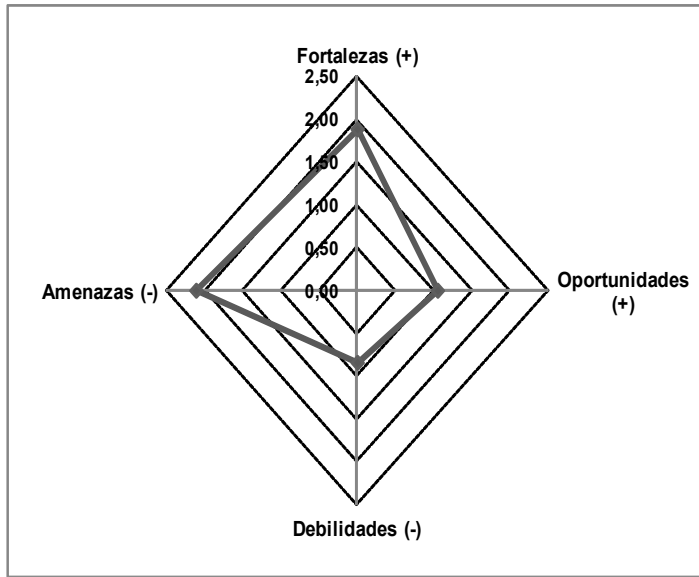 Fortalezas (+)
2,50
2,00
1,50
1,00
0,50
0,00
Amenazas (-)
Oportunidades
(+)
Debilidades (-)